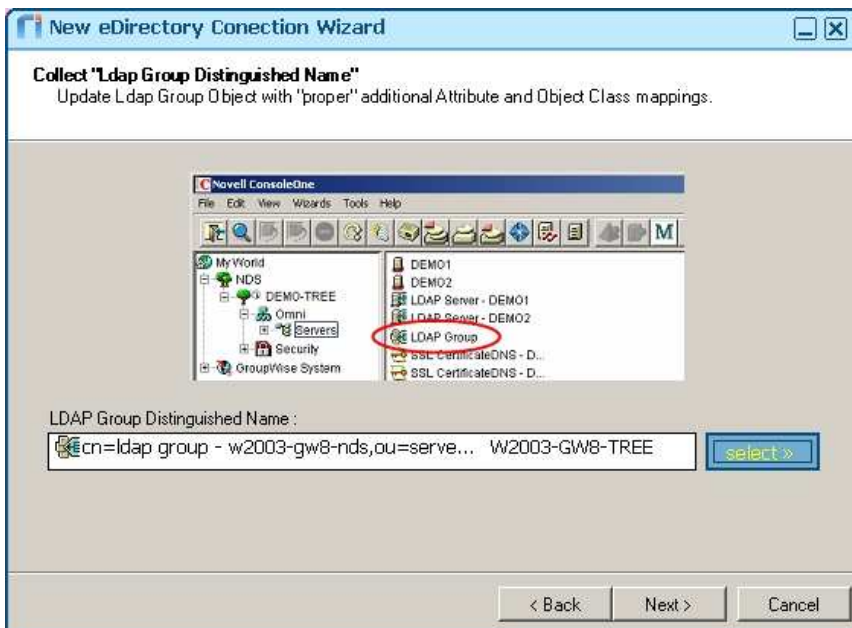 New eDirectory Conection Wizard
Collect "Ldap Group Distinguished Name"
Update Ldap Group Object with "proper" additional Attribute and Object Class mappings.
Novell ConsoleOne
File Edit View Wizards Tools Help
M
My World
NDS
DEMO-TREE
Omni
Servers
Security
GroupWise System
DEMO1
DEMO2
LDAP Server - DEMO1
LDAP Server - DEMO2
LDAP Group
SSL CertificateDNS - D...
SSL CertificateDNS - D...
LDAP Group Distinguished Name :
cn=ldap group - w2003-gw8-nds,ou=serve... W2003-GW8-TREE
select »
< Back Next > Cancel